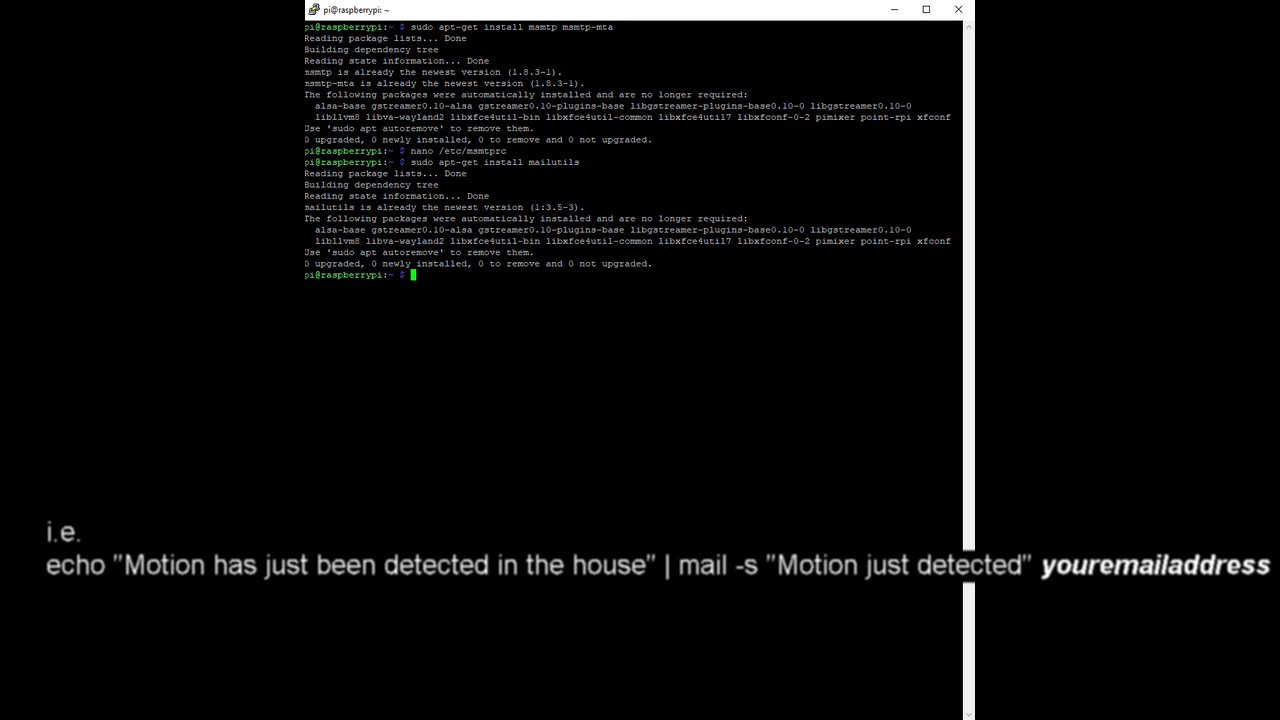 pi@raspberrypi: ~
pi@raspberrypi:~ $ sudo apt-get install msmtp msmtp-mta
Reading package lists... Done
Building dependency tree
Reading state information... Done
msmtp is already the newest version (1.8.3-1).
msmtp-mta is already the newest version (1.8.3-1).
The following packages were automatically installed and are no longer required:
  alsa-base gstreamer0.10-alsa gstreamer0.10-plugins-base libgstreamer-plugins-base0.10-0 libgstreamer0.10-0
  libllvm8 libva-wayland2 libxfce4util-bin libxfce4util-common libxfce4util7 libxfconf-0-2 pimixer point-rpi xfconf
Use 'sudo apt autoremove' to remove them.
0 upgraded, 0 newly installed, 0 to remove and 0 not upgraded.
pi@raspberrypi:~ $ nano /etc/msmtprc
pi@raspberrypi:~ $ sudo apt-get install mailutils
Reading package lists... Done
Building dependency tree
Reading state information... Done
mailutils is already the newest version (1:3.5-3).
The following packages were automatically installed and are no longer required:
  alsa-base gstreamer0.10-alsa gstreamer0.10-plugins-base libgstreamer-plugins-base0.10-0 libgstreamer0.10-0
  libllvm8 libva-wayland2 libxfce4util-bin libxfce4util-common libxfce4util7 libxfconf-0-2 pimixer point-rpi xfconf
Use 'sudo apt autoremove' to remove them.
0 upgraded, 0 newly installed, 0 to remove and 0 not upgraded.
pi@raspberrypi:~ $
i.e.
echo "Motion has just been detected in the house" | mail -s "Motion just detected" youremailaddress